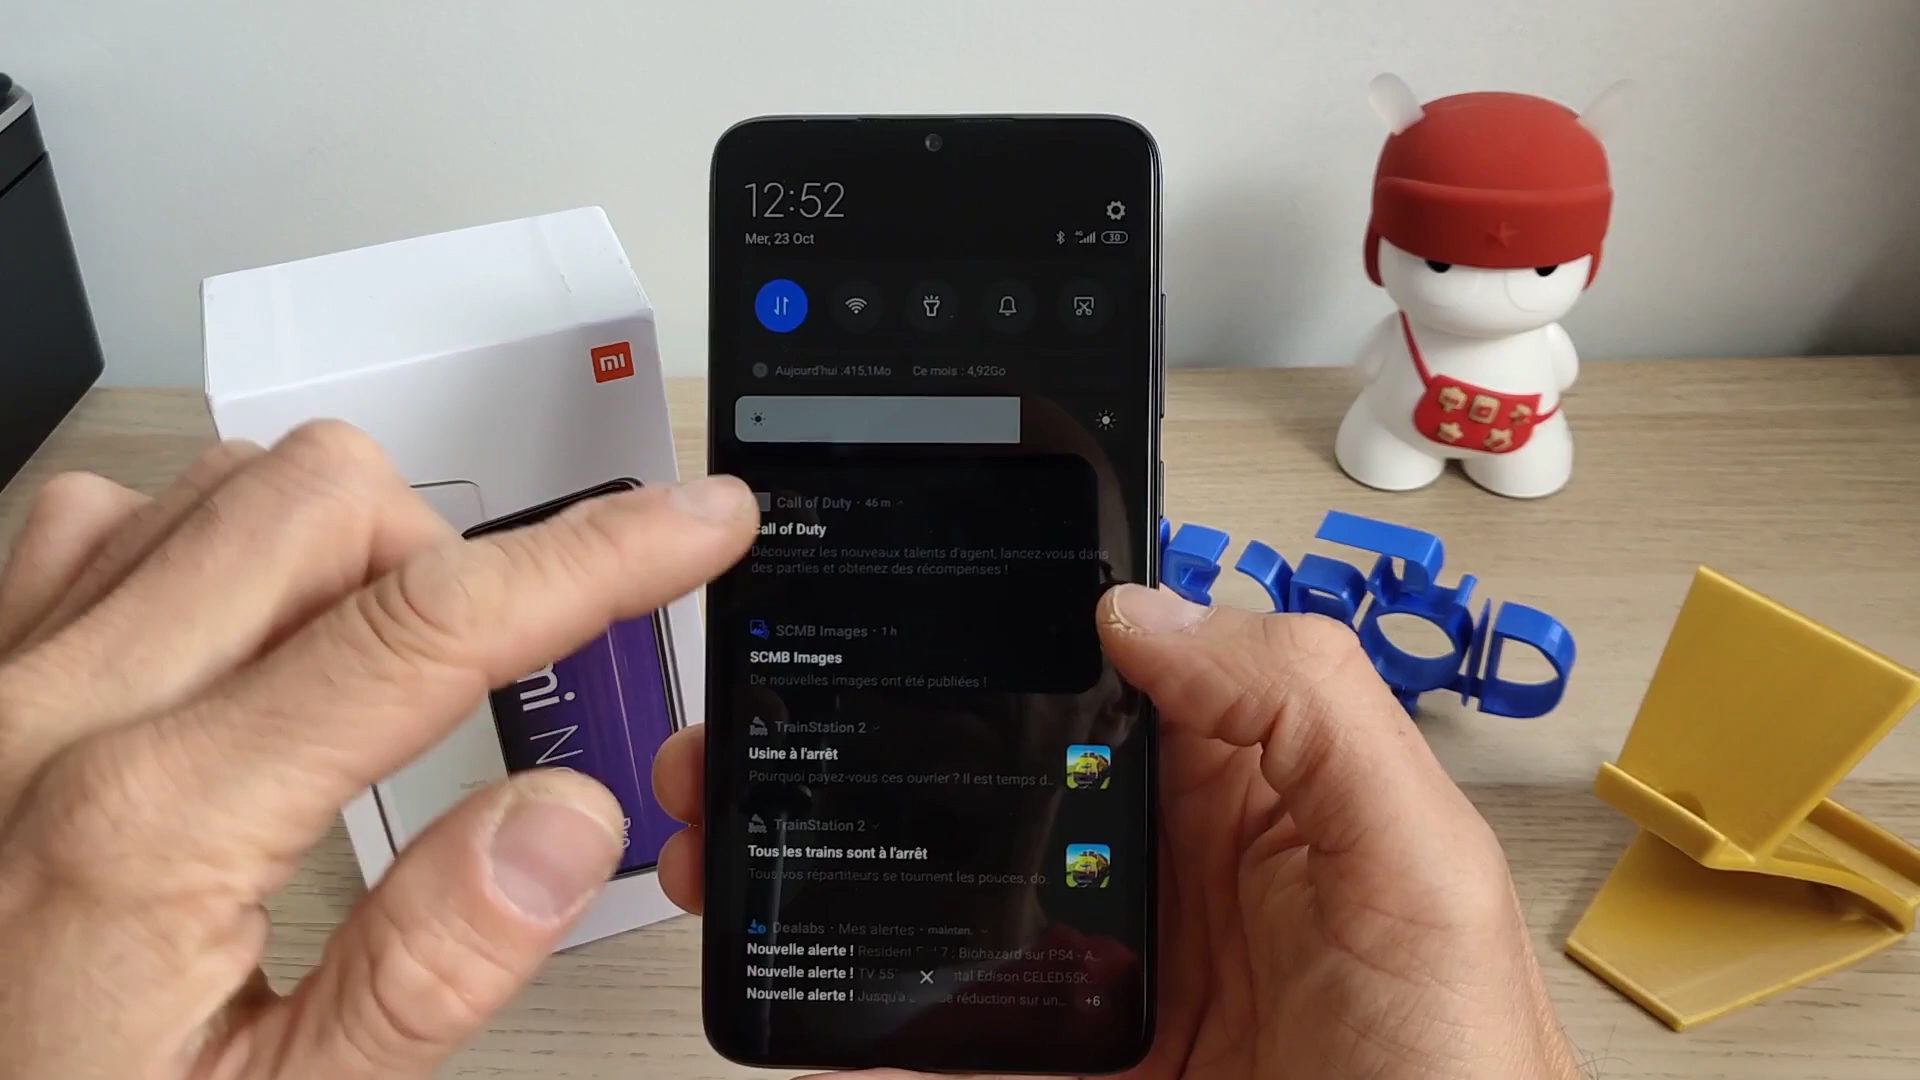 12:52
Mer, 23 Oct
4G
30
Aujourd'hui :415,1Mo Ce mois : 4,92Go
Call of Duty · 46 m
Call of Duty
Découvrez les nouveaux talents d'agent, lancez-vous dans
des parties et obtenez des récompenses !
SCMB Images · 1 h
SCMB Images
De nouvelles images ont été publiées !
TrainStation 2
Usine à l'arrêt
Pourquoi payez-vous ces ouvrier ? Il est temps d...
TrainStation 2
Tous les trains sont à l'arrêt
Tous vos répartiteurs se tournent les pouces, do...
Dealabs · Mes alertes · mainten.
Nouvelle alerte ! Resident 7 : Biohazard sur PS4 - A...
Nouvelle alerte ! TV 55" Edison CELED55K...
Nouvelle alerte ! Jusqu'à réduction sur un...
+6
mi
mi
Pro